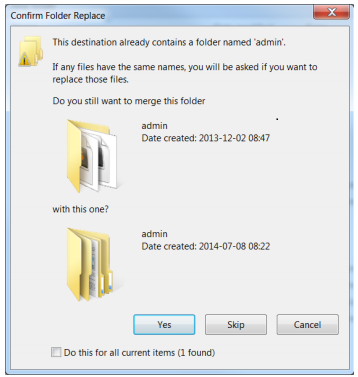 Confirm Folder Replace
This destination already contains a folder named 'admin'.
If any files have the same names, you will be asked if you want to
replace those files.
Do you still want to merge this folder
admin
Date created: 2013-12-02 08:47
with this one?
admin
Date created: 2014-07-08 08:22
Yes Skip Cancel
Do this for all current items (1 found)